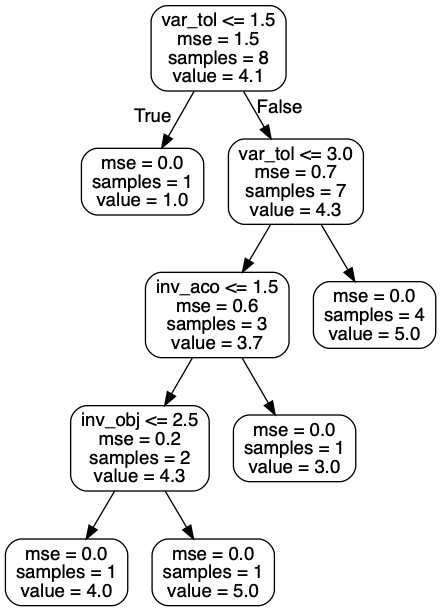 var_tol <= 1.5
mse = 1.5
samples = 8
value = 4.1
True
False
mse = 0.0
samples = 1
value = 1.0
var_tol <= 3.0
mse = 0.7
samples = 7
value = 4.3
inv_aco <= 1.5
mse = 0.6
samples = 3
value = 3.7
mse = 0.0
samples = 4
value = 5.0
inv_obj <= 2.5
mse = 0.2
samples = 2
value = 4.3
mse = 0.0
samples = 1
value = 3.0
mse = 0.0
samples = 1
value = 4.0
mse = 0.0
samples = 1
value = 5.0